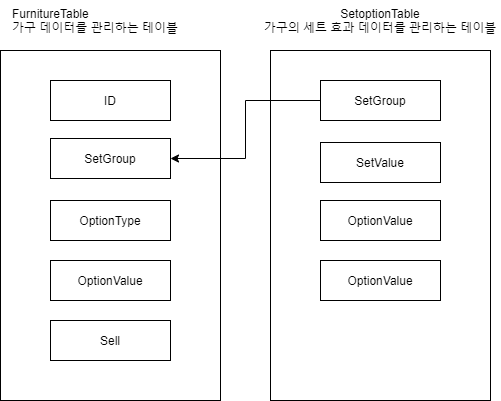 FurnitureTable
가구 데이터를 관리하는 테이블
ID
SetGroup
OptionType
OptionValue
Sell
SetoptionTable
가구의 세트 효과 데이터를 관리하는 테이블
SetGroup
SetValue
OptionValue
OptionValue